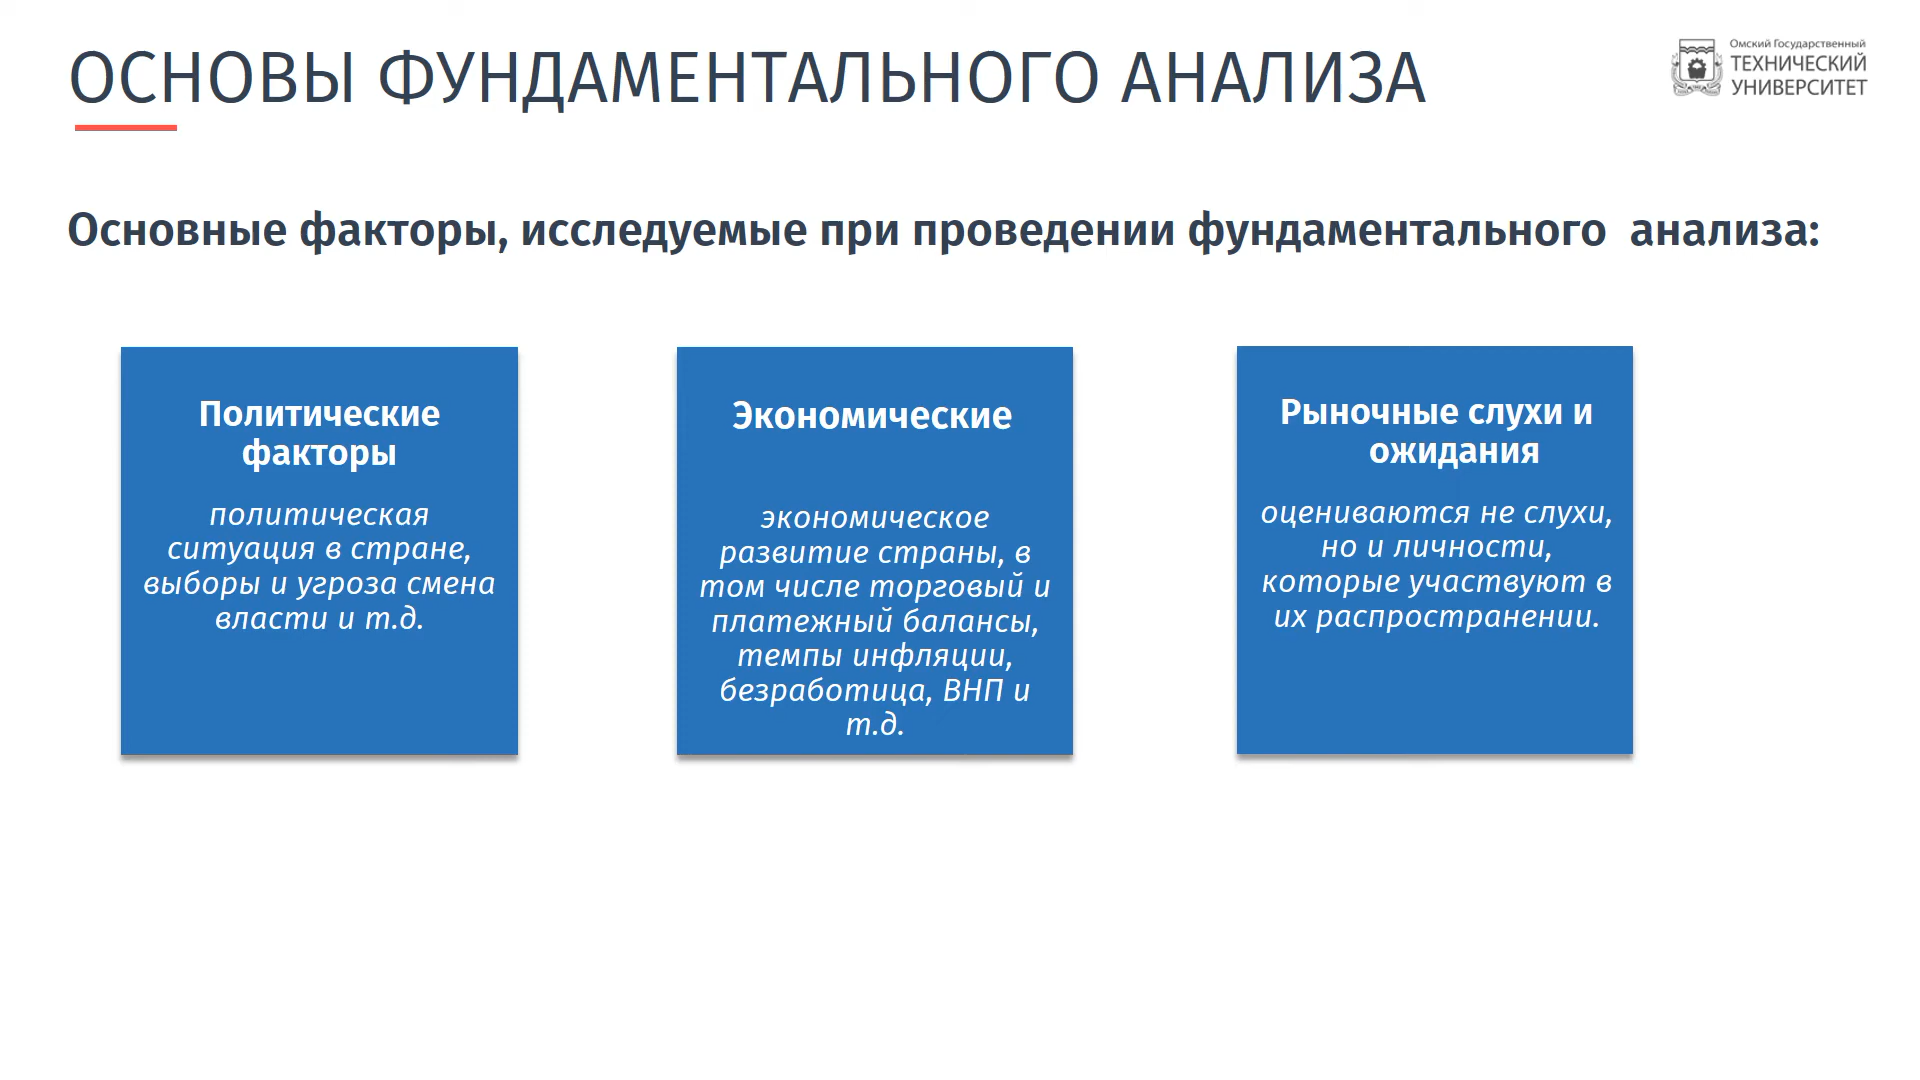 ОСНОВЫ ФУНДАМЕНТАЛЬНОГО АНАЛИЗА
Омский Государственный
ТЕХНИЧЕСКИЙ
УНИВЕРСИТЕТ
Основные факторы, исследуемые при проведении фундаментального анализа:
Политические
факторы
политическая
ситуация в стране,
выборы и угроза смена
власти и т.д.
Экономические
экономическое
развитие страны, в
том числе торговый и
платежный балансы,
темпы инфляции,
безработица, ВНП и
т.д.
Рыночные слухи и
ожидания
оцениваются не слухи,
но и личности,
которые участвуют в
их распространении.